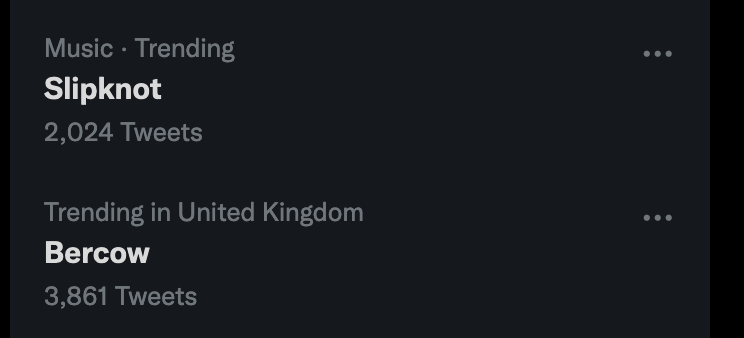 Music · Trending
Slipknot
2,024 Tweets
Trending in United Kingdom
Bercow
3,861 Tweets